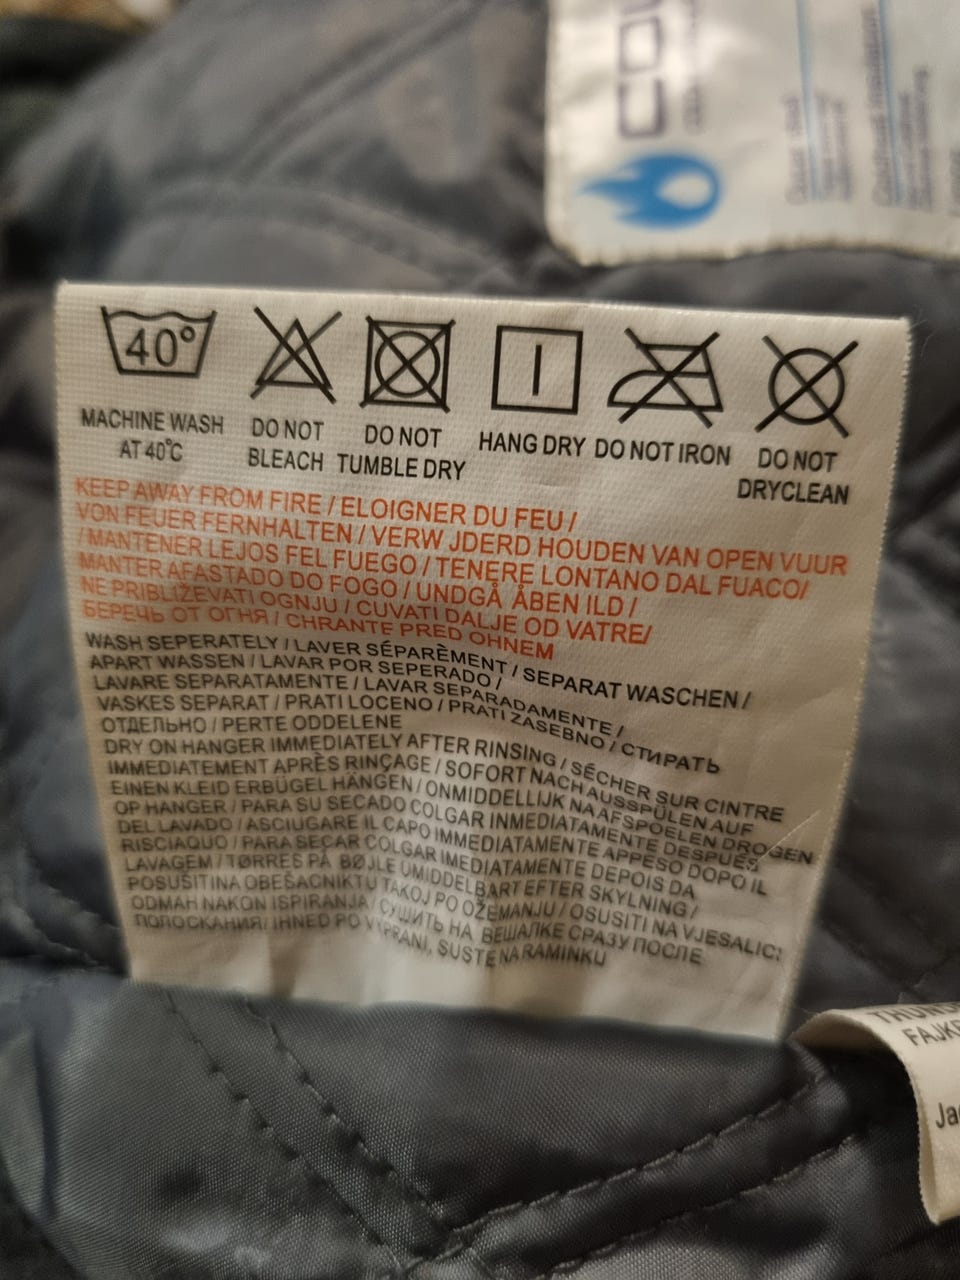 40°
MACHINE WASH
AT 40°C
DO NOT
BLEACH
DO NOT
TUMBLE DRY
HANG DRY
DO NOT IRON
DO NOT
DRYCLEAN
KEEP AWAY FROM FIRE / ELOIGNER DU FEU /
VON FEUER FERNHALTEN / VERW JDERD HOUDEN VAN OPEN VUUR
/ MANTENER LEJOS FEL FUEGO / TENERE LONTANO DAL FUACO/
MANTER AFASTADO DO FOGO / UNDGÅ ÅBEN ILD /
NE PRIBLIŽEVATI OGNJU / CUVATI DALJE OD VATRE/
БЕРЕЧЬ ОТ ОГНЯ / CHRANTE PRED OHNEM
WASH SEPERATELY / LAVER SÉPARÈMENT / SEPARAT WASCHEN /
APART WASSEN / LAVAR POR SEPERADO /
LAVARE SEPARATAMENTE / LAVAR SEPARADAMENTE /
VASKES SEPARAT / PRATI LOCENO / PRATI ZASEBNO / СТИРАТЬ
ОТДЕЛЬНО / PERTE ODDELENE
DRY ON HANGER IMMEDIATELY AFTER RINSING / SÉCHER SUR CINTRE
IMMEDIATEMENT APRÈS RINÇAGE / SOFORT NACH AUSSPÜLEN AUF
EINEN KLEID ERBÜGEL HÄNGEN / ONMIDDELLIJK NA AFSPOELEN DROGEN
OP HANGER / PARA SU SECADO COLGAR INMEDIATAMENTE DESPUÉS
DEL LAVADO / ASCIUGARE IL CAPO IMMEDIATAMENTE APPESO DOPO IL
RISCIAQUO / PARA SEÇAR COLGAR IMEDIATAMENTE DEPOIS DA
LAVAGEM / TØRRES PÅ BØJLE UMIDDELBART EFTER SKYLNING /
POSUŠITI NA OBEŠALNIKU TAKOJ PO OŽEMANJU / OSUSITI NA VJESALICI
ODMAH NAKON ISPIRANJA / СУШИТЬ НА ВЕШАЛКЕ СРАЗУ ПОСЛЕ
ПОЛОСКАНИЯ/ IHNED PO VYPRANI, SUSTE NA RAMINKU